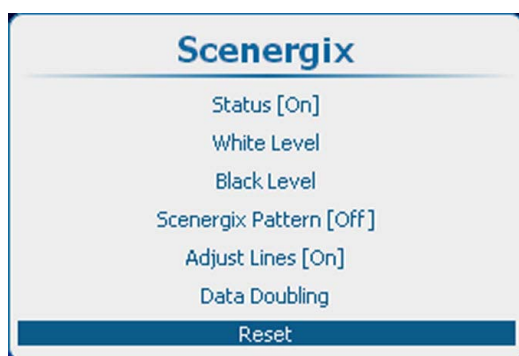 Scenergix
Status [On]
White Level
Black Level
Scenergix Pattern [Off]
Adjust Lines [On]
Data Doubling
Reset